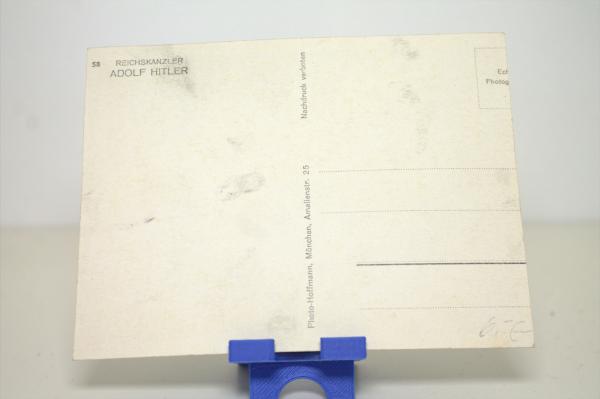 58 REICHSKANZLER
ADOLF HITLER
Nachdruck verboten
Photo-Hoffmann, München, Amalienstr. 25